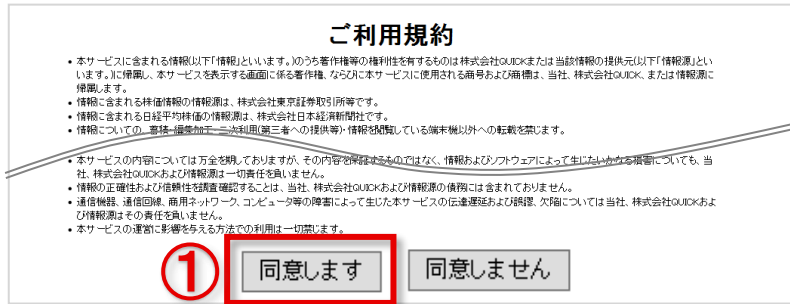 ご利用規約
• 本サービスに含まれる情報(以下「情報」といいます。)のうち著作権等の権利性を有するものは株式会社QUICKまたは当該情報の提供元(以下「情報源」とい
います。)に帰属し、本サービスを表示する画面に係る著作権、ならびに本サービスに使用される商号および商標は、当社、株式会社QUICK、または情報源に
帰属します。
• 情報に含まれる株価情報の情報源は、株式会社東京証券取引所等です。
• 情報に含まれる日経平均株価の情報源は、株式会社日本経済新聞社です。
• 情報についての、蓄積・編集加工・二次利用(第三者への提供等)・情報を閲覧している端末機以外への転載を禁じます。
• 本サービスの内容については万全を期しておりますが、その内容を保証するものではなく、情報およびソフトウェアによって生じたいかなる損害についても、当
社、株式会社QUICKおよび情報源は一切責任を負いません。
• 情報の正確性および信頼性を調査確認することは、当社、株式会社QUICKおよび情報源の債務には含まれておりません。
• 通信機器、通信回線、商用ネットワーク、コンピュータ等の障害によって生じた本サービスの伝達遅延および誤謬、欠陥については当社、株式会社QUICKおよ
び情報源はその責任を負いません。
• 本サービスの運営に影響を与える方法での利用は一切禁じます。
① 同意します 同意しません